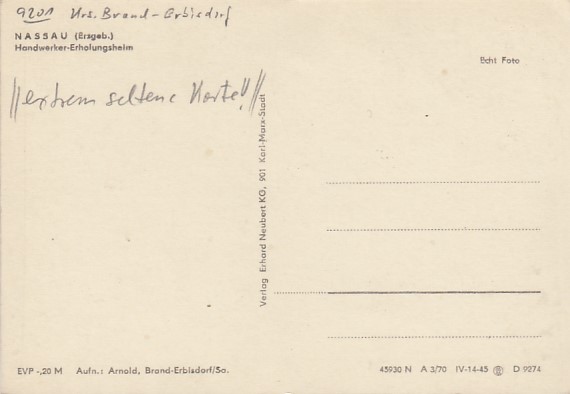 9201 Krs. Brand-Erbisdorf
NASSAU (Erzgeb.)
Handwerker-Erholungsheim
Echt Foto
//extrem seltene Karte!!//
Verlag Erhard Neubert KG, 901 Karl-Marx-Stadt
EVP -,20 M Aufn.: Arnold, Brand-Erbisdorf/Sa.
45930 N A 3/70 IV-14-45 D 9274